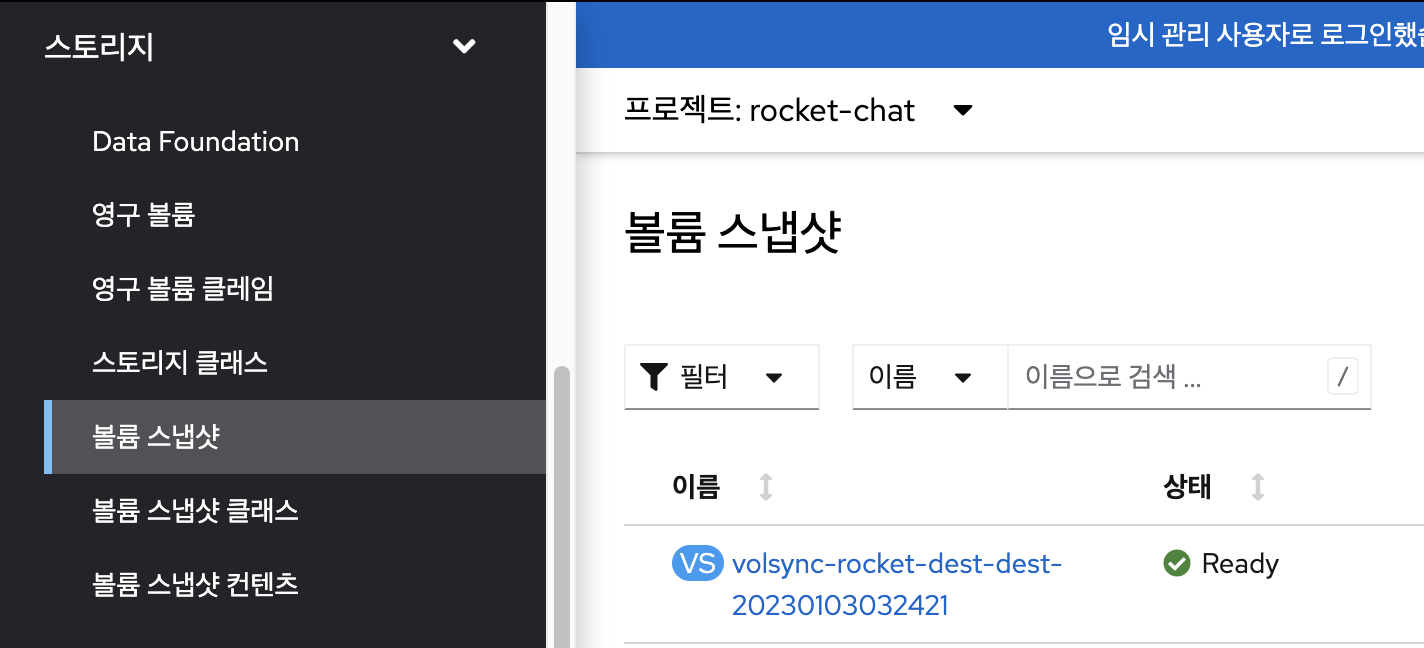 스토리지
Data Foundation
영구 볼륨
영구 볼륨 클레임
스토리지 클래스
볼륨 스냅샷
볼륨 스냅샷 클래스
볼륨 스냅샷 컨텐츠
임시 관리 사용자로 로그인했
프로젝트: rocket-chat
볼륨 스냅샷
필터 이름 이름으로 검색 ... /
이름 상태
VS volsync-rocket-dest-dest- Ready
20230103032421